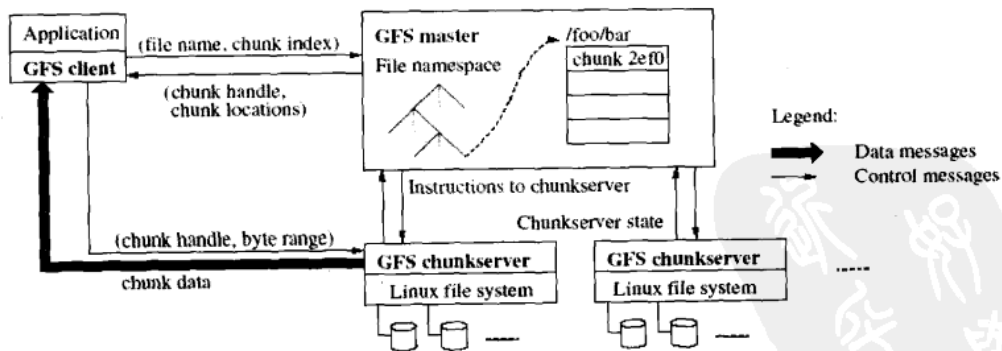 Application
GFS client
(file name, chunk index)
(chunk handle,
chunk locations)
GFS master
File namespace
/foo/bar
chunk 2ef0
Legend:
Data messages
Control messages
Instructions to chunkserver
Chunkserver state
(chunk handle, byte range)
chunk data
GFS chunkserver
Linux file system
GFS chunkserver
Linux file system